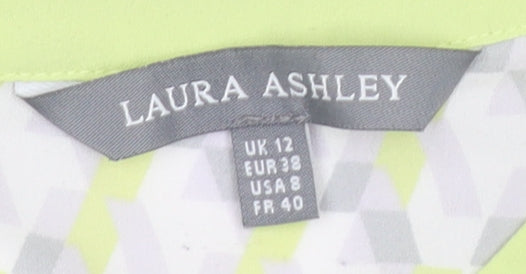 LAURA ASHLEY
UK 12
EUR 38
USA 8
FR 40